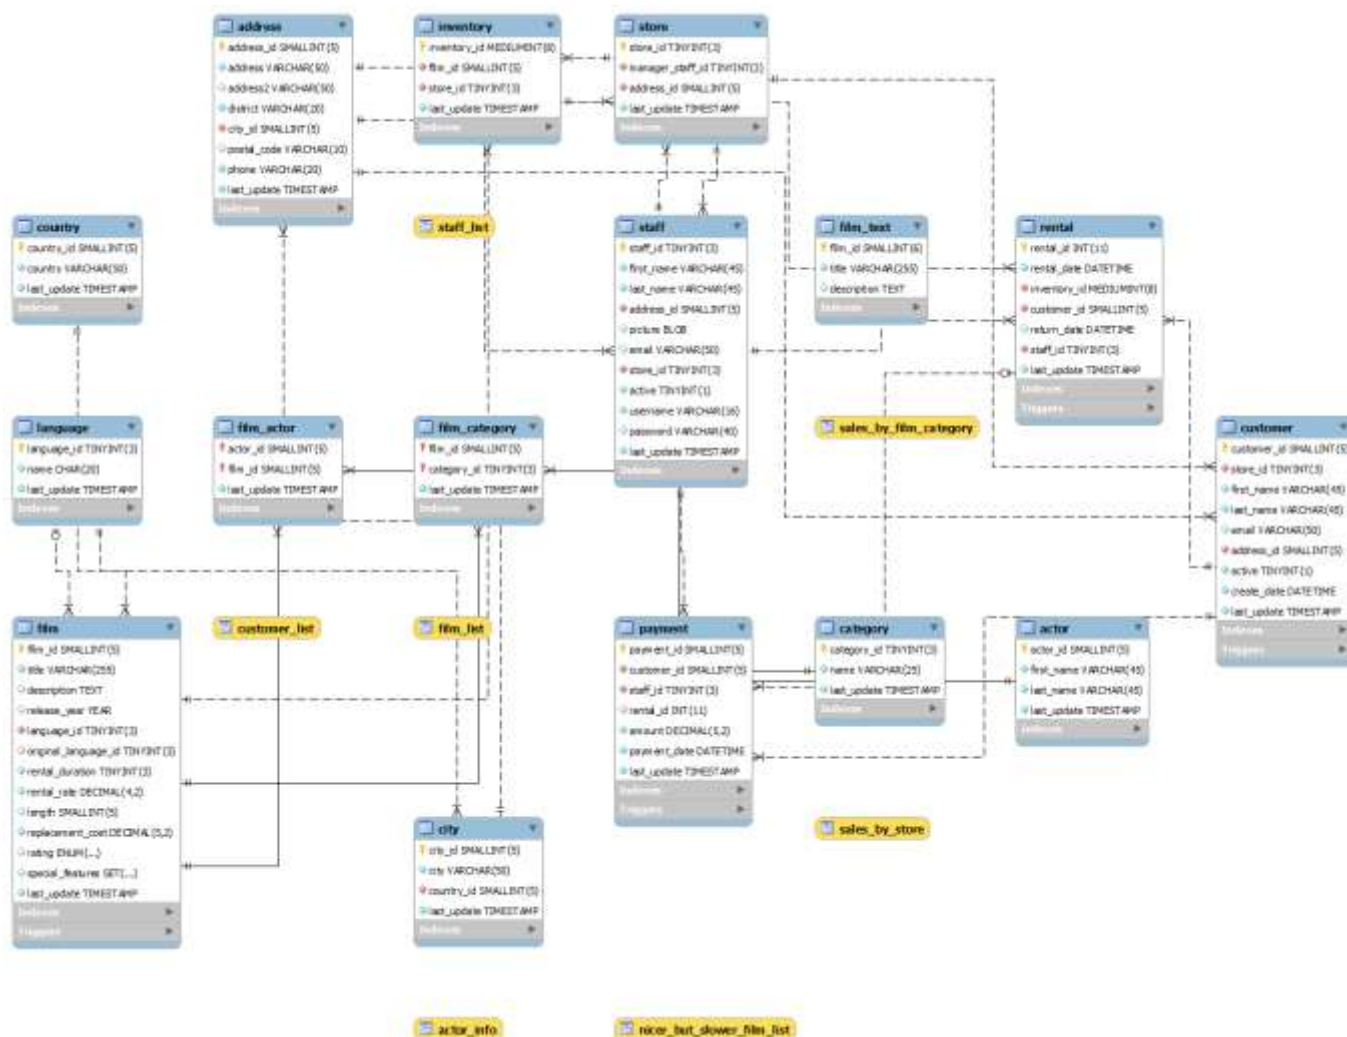 address
address_id SMALLINT(5)
address VARCHAR(50)
address2 VARCHAR(50)
district VARCHAR(20)
city_id SMALLINT(5)
postal_code VARCHAR(10)
phone VARCHAR(20)
last_update TIMESTAMP
Indexes
inventory
inventory_id MEDIUMINT(8)
film_id SMALLINT(5)
store_id TINYINT(3)
last_update TIMESTAMP
Indexes
store
store_id TINYINT(3)
manager_staff_id TINYINT(3)
address_id SMALLINT(5)
last_update TIMESTAMP
Indexes
country
country_id SMALLINT(5)
country VARCHAR(50)
last_update TIMESTAMP
Indexes
staff_list
staff
staff_id TINYINT(3)
first_name VARCHAR(45)
last_name VARCHAR(45)
address_id SMALLINT(5)
picture BLOB
email VARCHAR(50)
store_id TINYINT(3)
active TINYINT(1)
username VARCHAR(16)
password VARCHAR(40)
last_update TIMESTAMP
Indexes
film_text
film_id SMALLINT(6)
title VARCHAR(255)
description TEXT
Indexes
rental
rental_id INT(11)
rental_date DATETIME
inventory_id MEDIUMINT(8)
customer_id SMALLINT(5)
return_date DATETIME
staff_id TINYINT(3)
last_update TIMESTAMP
Indexes
Triggers
language
language_id TINYINT(3)
name CHAR(20)
last_update TIMESTAMP
Indexes
film_actor
actor_id SMALLINT(5)
film_id SMALLINT(5)
last_update TIMESTAMP
Indexes
film_category
film_id SMALLINT(5)
category_id TINYINT(3)
last_update TIMESTAMP
Indexes
sales_by_film_category
customer
customer_id SMALLINT(5)
store_id TINYINT(3)
first_name VARCHAR(45)
last_name VARCHAR(45)
email VARCHAR(50)
address_id SMALLINT(5)
active TINYINT(1)
create_date DATETIME
last_update TIMESTAMP
Indexes
Triggers
film
film_id SMALLINT(5)
title VARCHAR(255)
description TEXT
release_year YEAR
language_id TINYINT(3)
original_language_id TINYINT(3)
rental_duration TINYINT(3)
rental_rate DECIMAL(4,2)
length SMALLINT(5)
replacement_cost DECIMAL(5,2)
rating ENUM(...)
special_features SET(...)
last_update TIMESTAMP
Indexes
Triggers
customer_list
film_list
payment
payment_id SMALLINT(5)
customer_id SMALLINT(5)
staff_id TINYINT(3)
rental_id INT(11)
amount DECIMAL(5,2)
payment_date DATETIME
last_update TIMESTAMP
Indexes
Triggers
category
category_id TINYINT(3)
name VARCHAR(25)
last_update TIMESTAMP
Indexes
actor
actor_id SMALLINT(5)
first_name VARCHAR(45)
last_name VARCHAR(45)
last_update TIMESTAMP
Indexes
city
city_id SMALLINT(5)
city VARCHAR(50)
country_id SMALLINT(5)
last_update TIMESTAMP
Indexes
sales_by_store
actor_info
nicer_but_slower_film_list